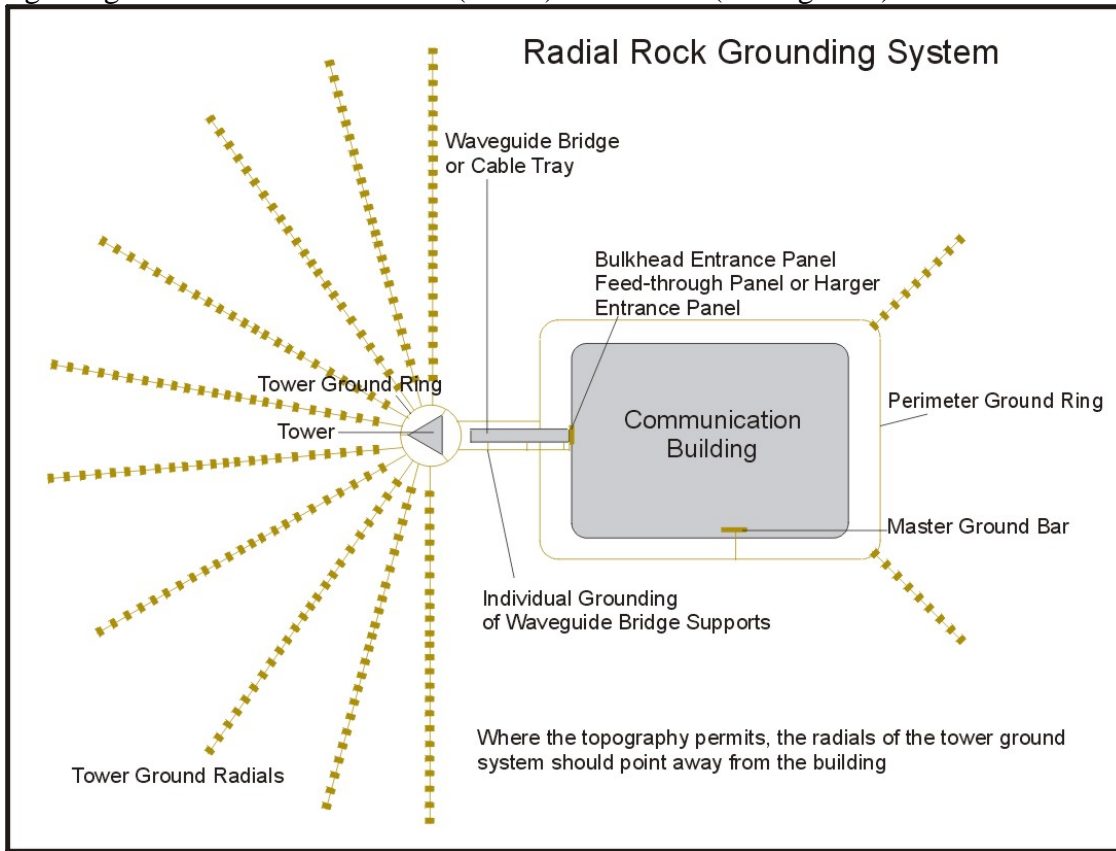 Radial Rock Grounding System
Waveguide Bridge
or Cable Tray
Bulkhead Entrance Panel
Feed-through Panel or Harger
Entrance Panel
Tower Ground Ring
Tower
Communication
Building
Perimeter Ground Ring
Master Ground Bar
Individual Grounding
of Waveguide Bridge Supports
Where the topography permits, the radials of the tower ground
system should point away from the building
Tower Ground Radials